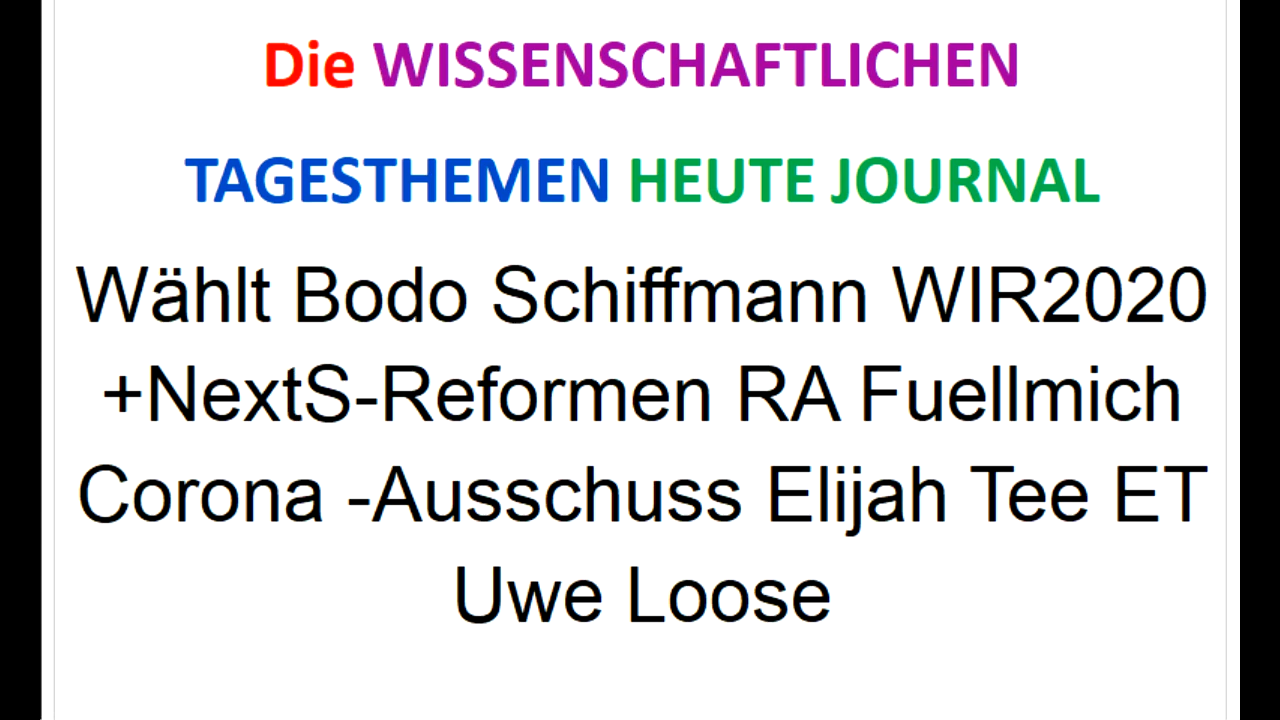 Die WISSENSCHAFTLICHEN
TAGESTHEMEN HEUTE JOURNAL
Wählt Bodo Schiffmann WIR2020
+NextS-Reformen RA Fuellmich
Corona -Ausschuss Elijah Tee ET
Uwe Loose